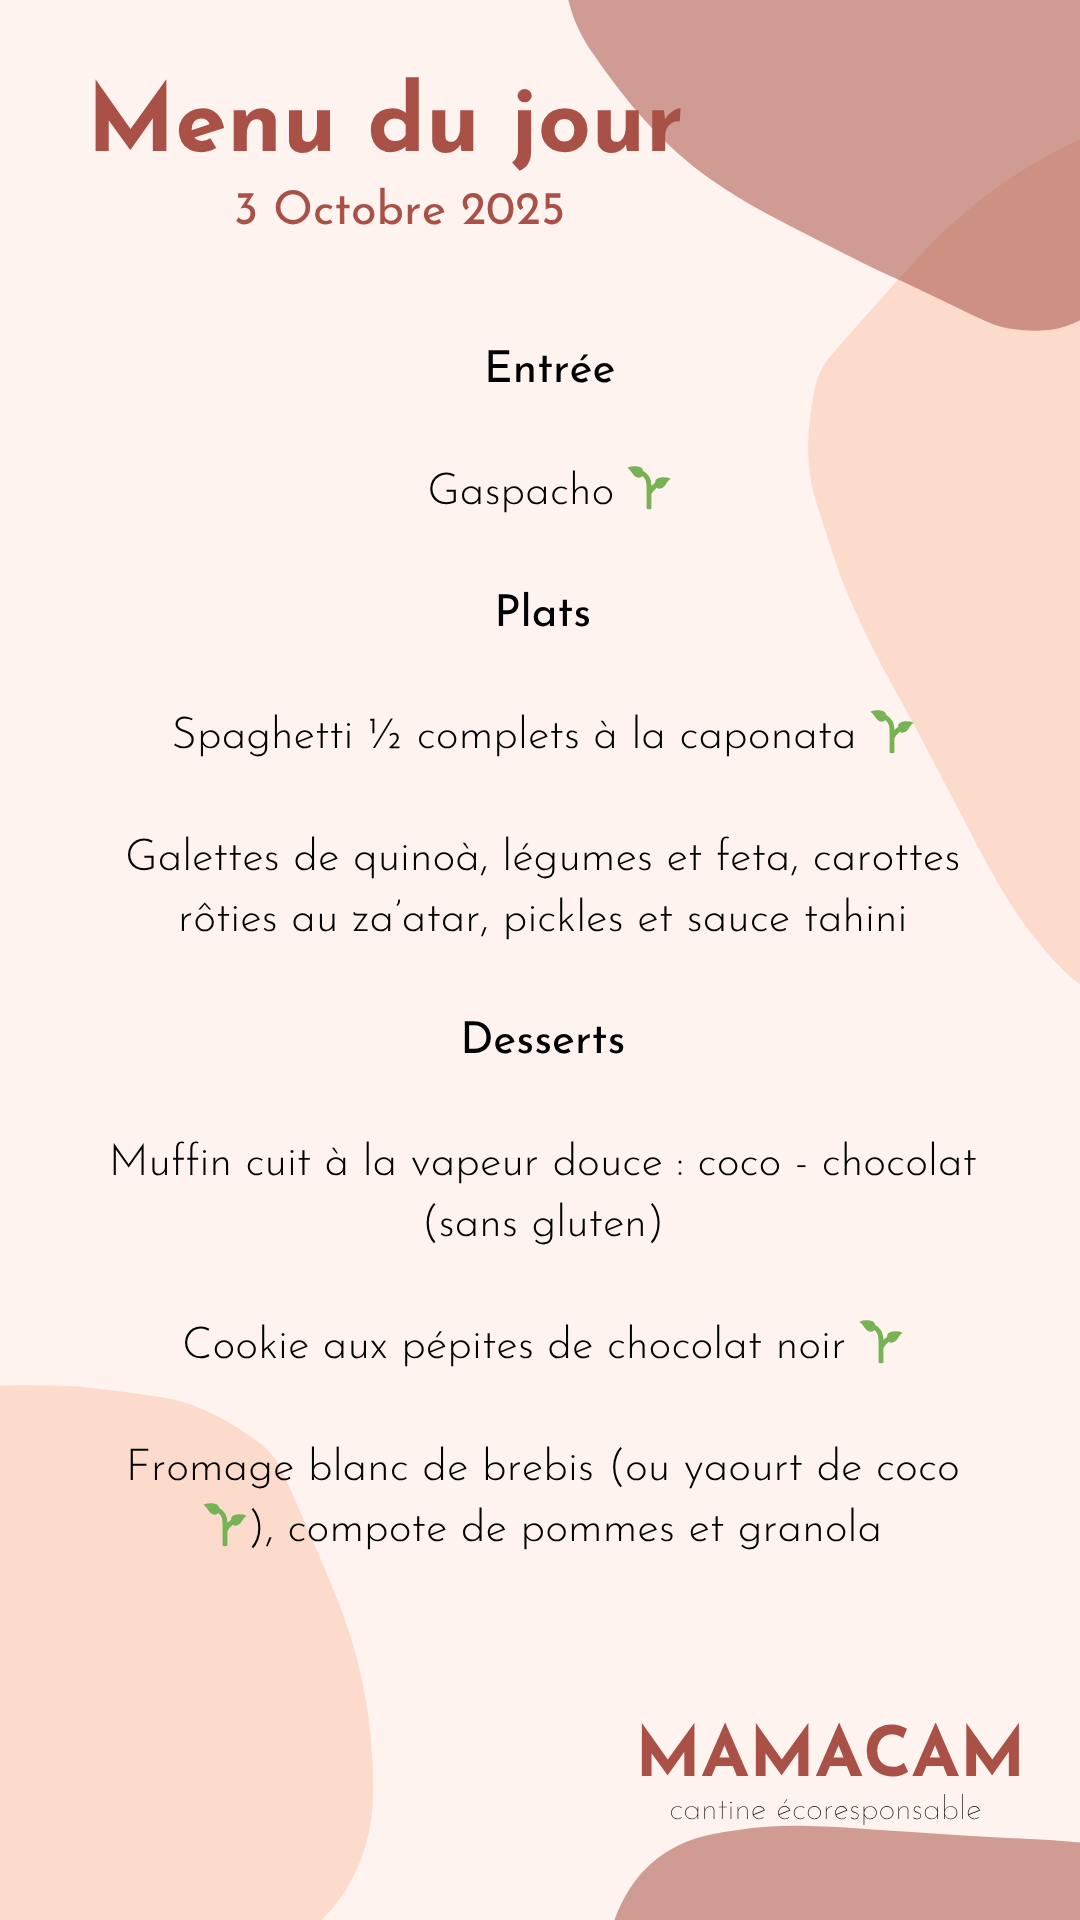 Menu du jour
3 Octobre 2025
Entrée
Gaspacho 🌱
Plats
Spaghetti ½ complets à la caponata 🌱
Galettes de quinoà, légumes et feta, carottes
rôties au za’atar, pickles et sauce tahini
Desserts
Muffin cuit à la vapeur douce : coco - chocolat
(sans gluten)
Cookie aux pépites de chocolat noir 🌱
Fromage blanc de brebis (ou yaourt de coco
🌱), compote de pommes et granola
MAMACAM
cantine écoresponsable